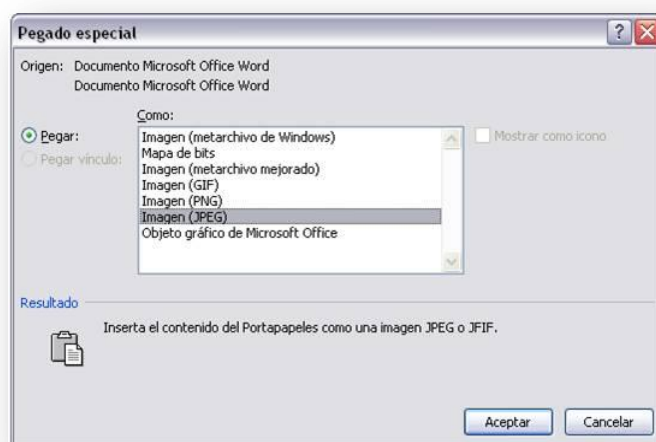 Pegado especial
Origen: Documento Microsoft Office Word
Documento Microsoft Office Word
Como:
Pegar:
Pegar vínculo:
Imagen (metarchivo de Windows)
Mapa de bits
Imagen (metarchivo mejorado)
Imagen (GIF)
Imagen (PNG)
Imagen (JPEG)
Objeto gráfico de Microsoft Office
Mostrar como icono
Resultado
Inserta el contenido del Portapapeles como una imagen JPEG o JFIF.
Aceptar Cancelar